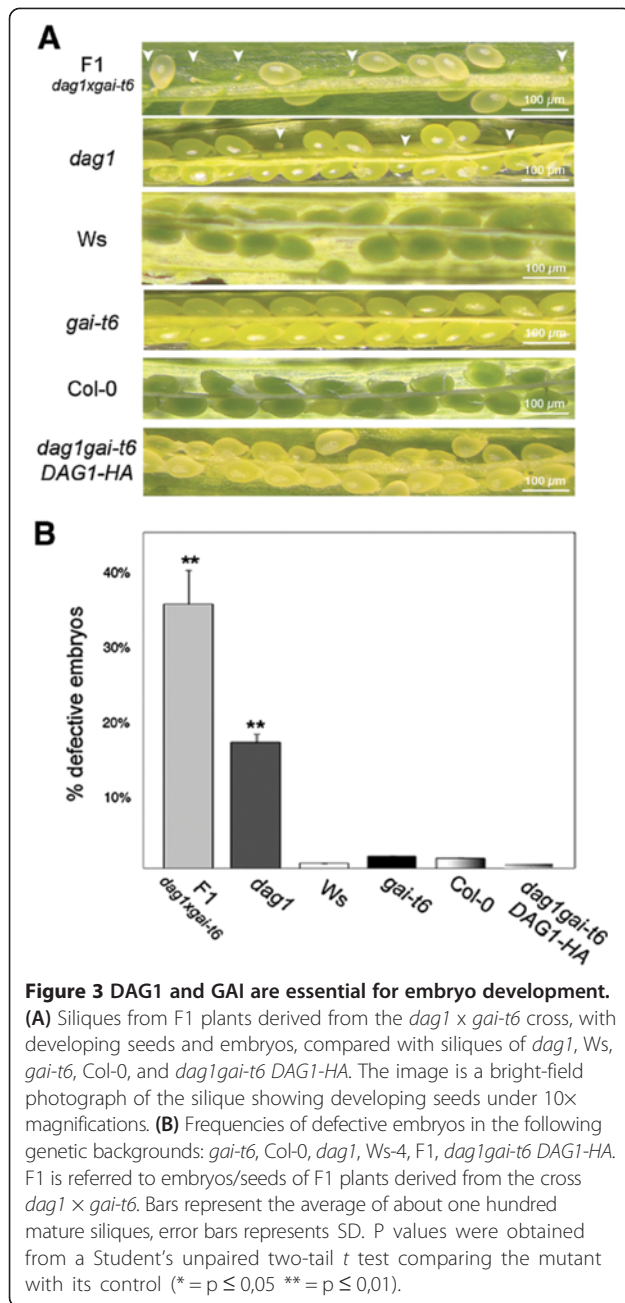 A
F1
dag1xgai-t6
100 µm
dag1
100 µm
Ws
100 µm
gai-t6
100 µm
Col-0
100 µm
dag1gai-t6
DAG1-HA
100 µm
B
% defective embryos
40%
30%
20%
10%
**
**
F1
dag1xgai-t6
dag1
Ws
gai-t6
Col-0
dag1gai-t6
DAG1-HA
Figure 3 DAG1 and GAI are essential for embryo development.
(A) Siliques from F1 plants derived from the dag1 x gai-t6 cross, with
developing seeds and embryos, compared with siliques of dag1, Ws,
gai-t6, Col-0, and dag1gai-t6 DAG1-HA. The image is a bright-field
photograph of the silique showing developing seeds under 10×
magnifications. (B) Frequencies of defective embryos in the following
genetic backgrounds: gai-t6, Col-0, dag1, Ws-4, F1, dag1gai-t6 DAG1-HA.
F1 is referred to embryos/seeds of F1 plants derived from the cross
dag1 × gai-t6. Bars represent the average of about one hundred
mature siliques, error bars represents SD. P values were obtained
from a Student's unpaired two-tail t test comparing the mutant
with its control (* = p ≤ 0,05 ** = p ≤ 0,01).